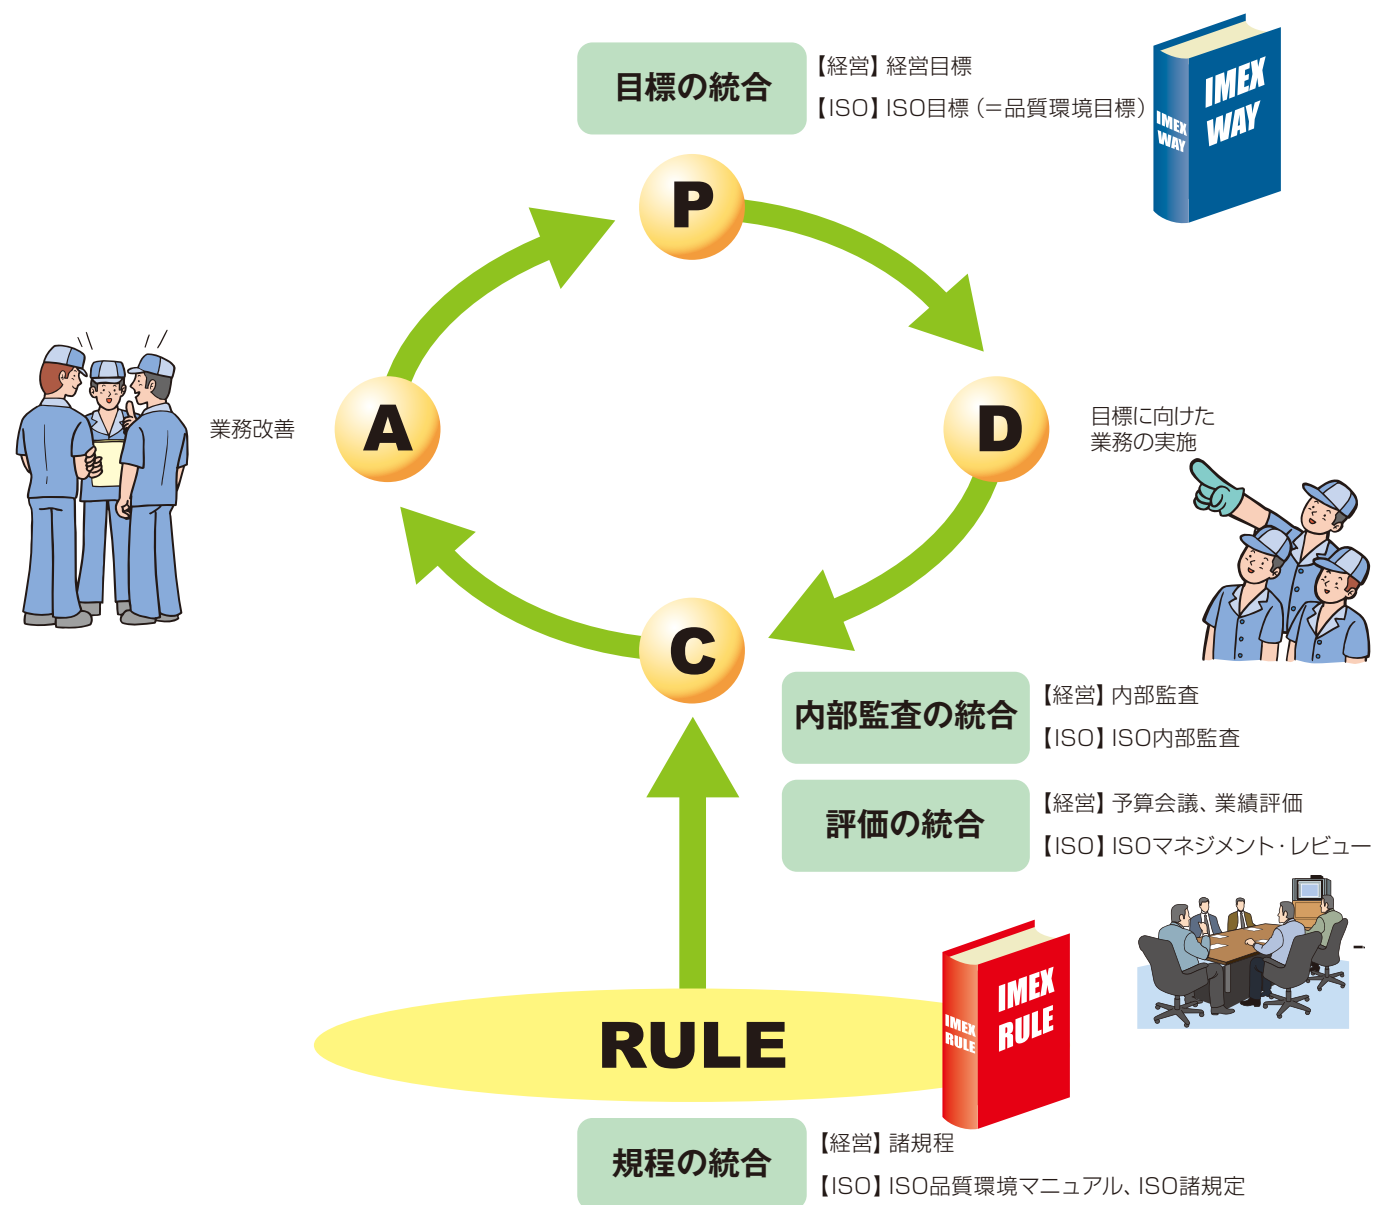 目標の統合
【経営】経営目標
【ISO】ISO目標（＝品質環境目標）
IMEX
WAY
IMEX
WAY
P
A
業務改善
D
目標に向けた
業務の実施
C
内部監査の統合
【経営】内部監査
【ISO】ISO内部監査
評価の統合
【経営】予算会議、業績評価
【ISO】ISOマネジメント・レビュー
RULE
IMEX
RULE
IMEX
RULE
規程の統合
【経営】諸規程
【ISO】ISO品質環境マニュアル、ISO諸規定